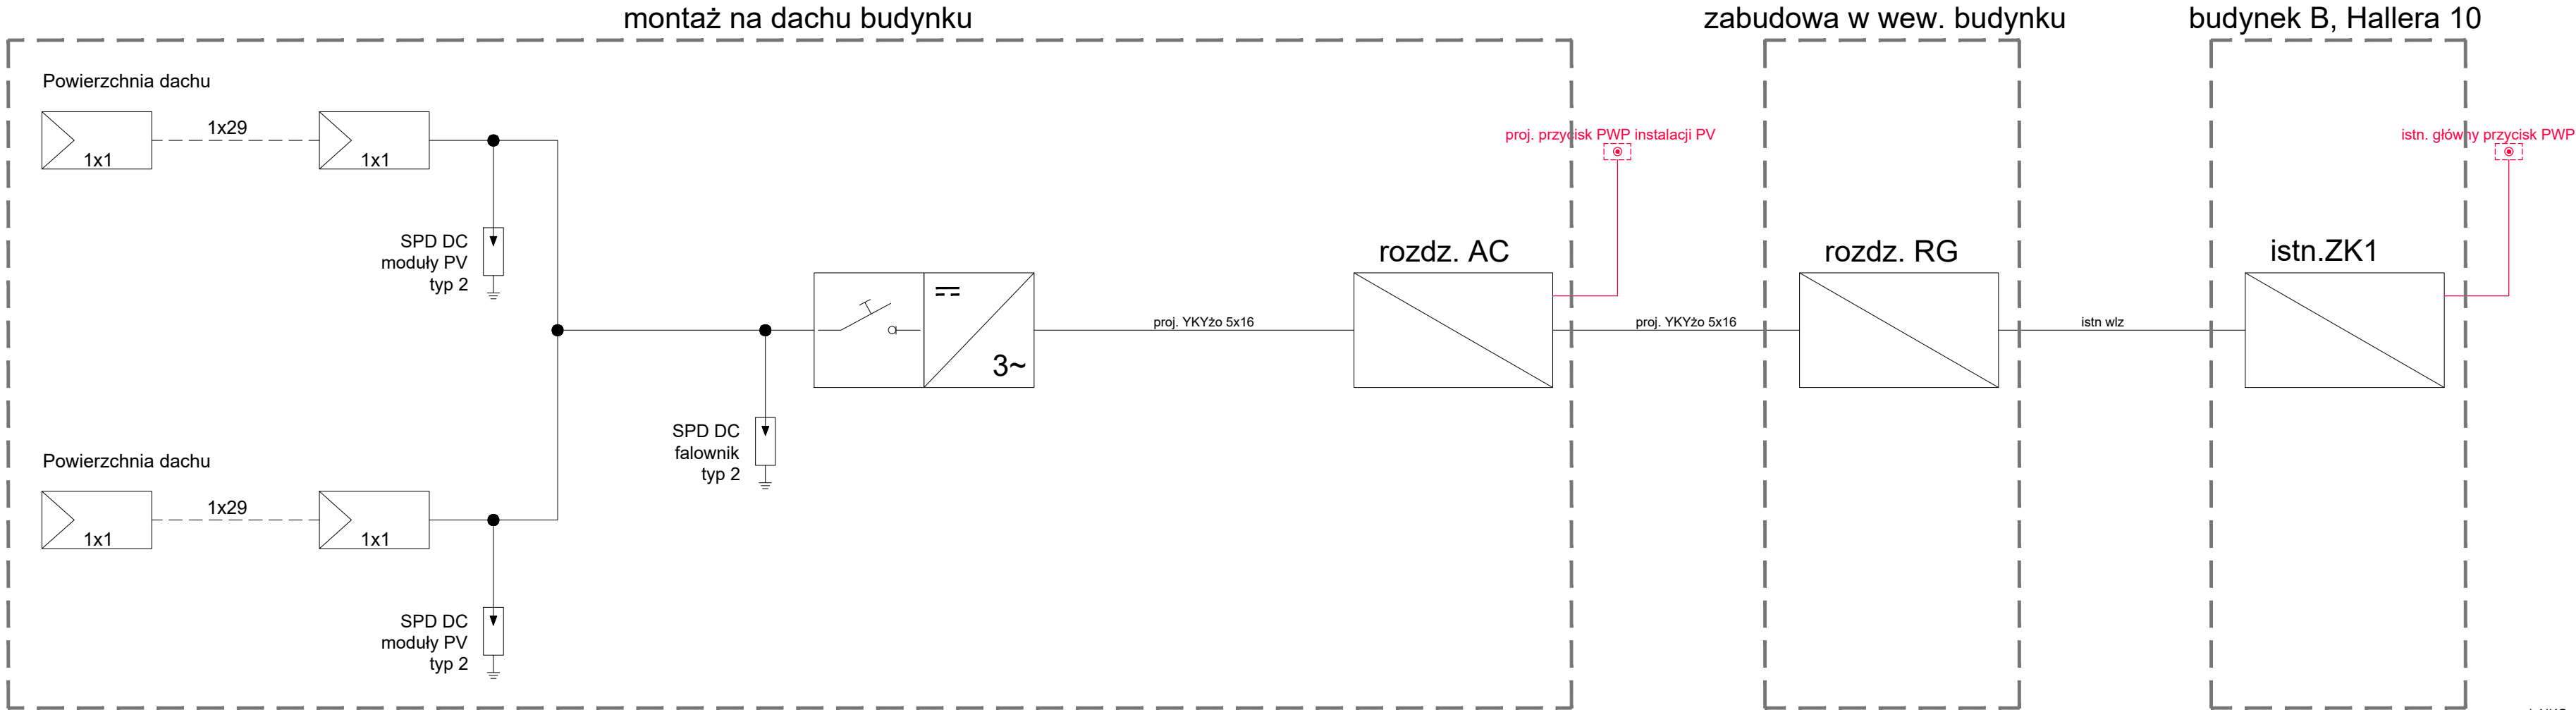 montaż na dachu budynku
zabudowa w wew. budynku
budynek B, Hallera 10
Powierzchnia dachu
1x29
1x1
1x1
proj. przycisk PWP instalacji PV
istn. główny przycisk PWP
SPD DC
moduły PV
typ 2
rozdz. AC
rozdz. RG
istn.ZK1
3~
proj. YKYżo 5x16
proj. YKYżo 5x16
istn wlz
SPD DC
falownik
typ 2
Powierzchnia dachu
1x29
1x1
1x1
SPD DC
moduły PV
typ 2